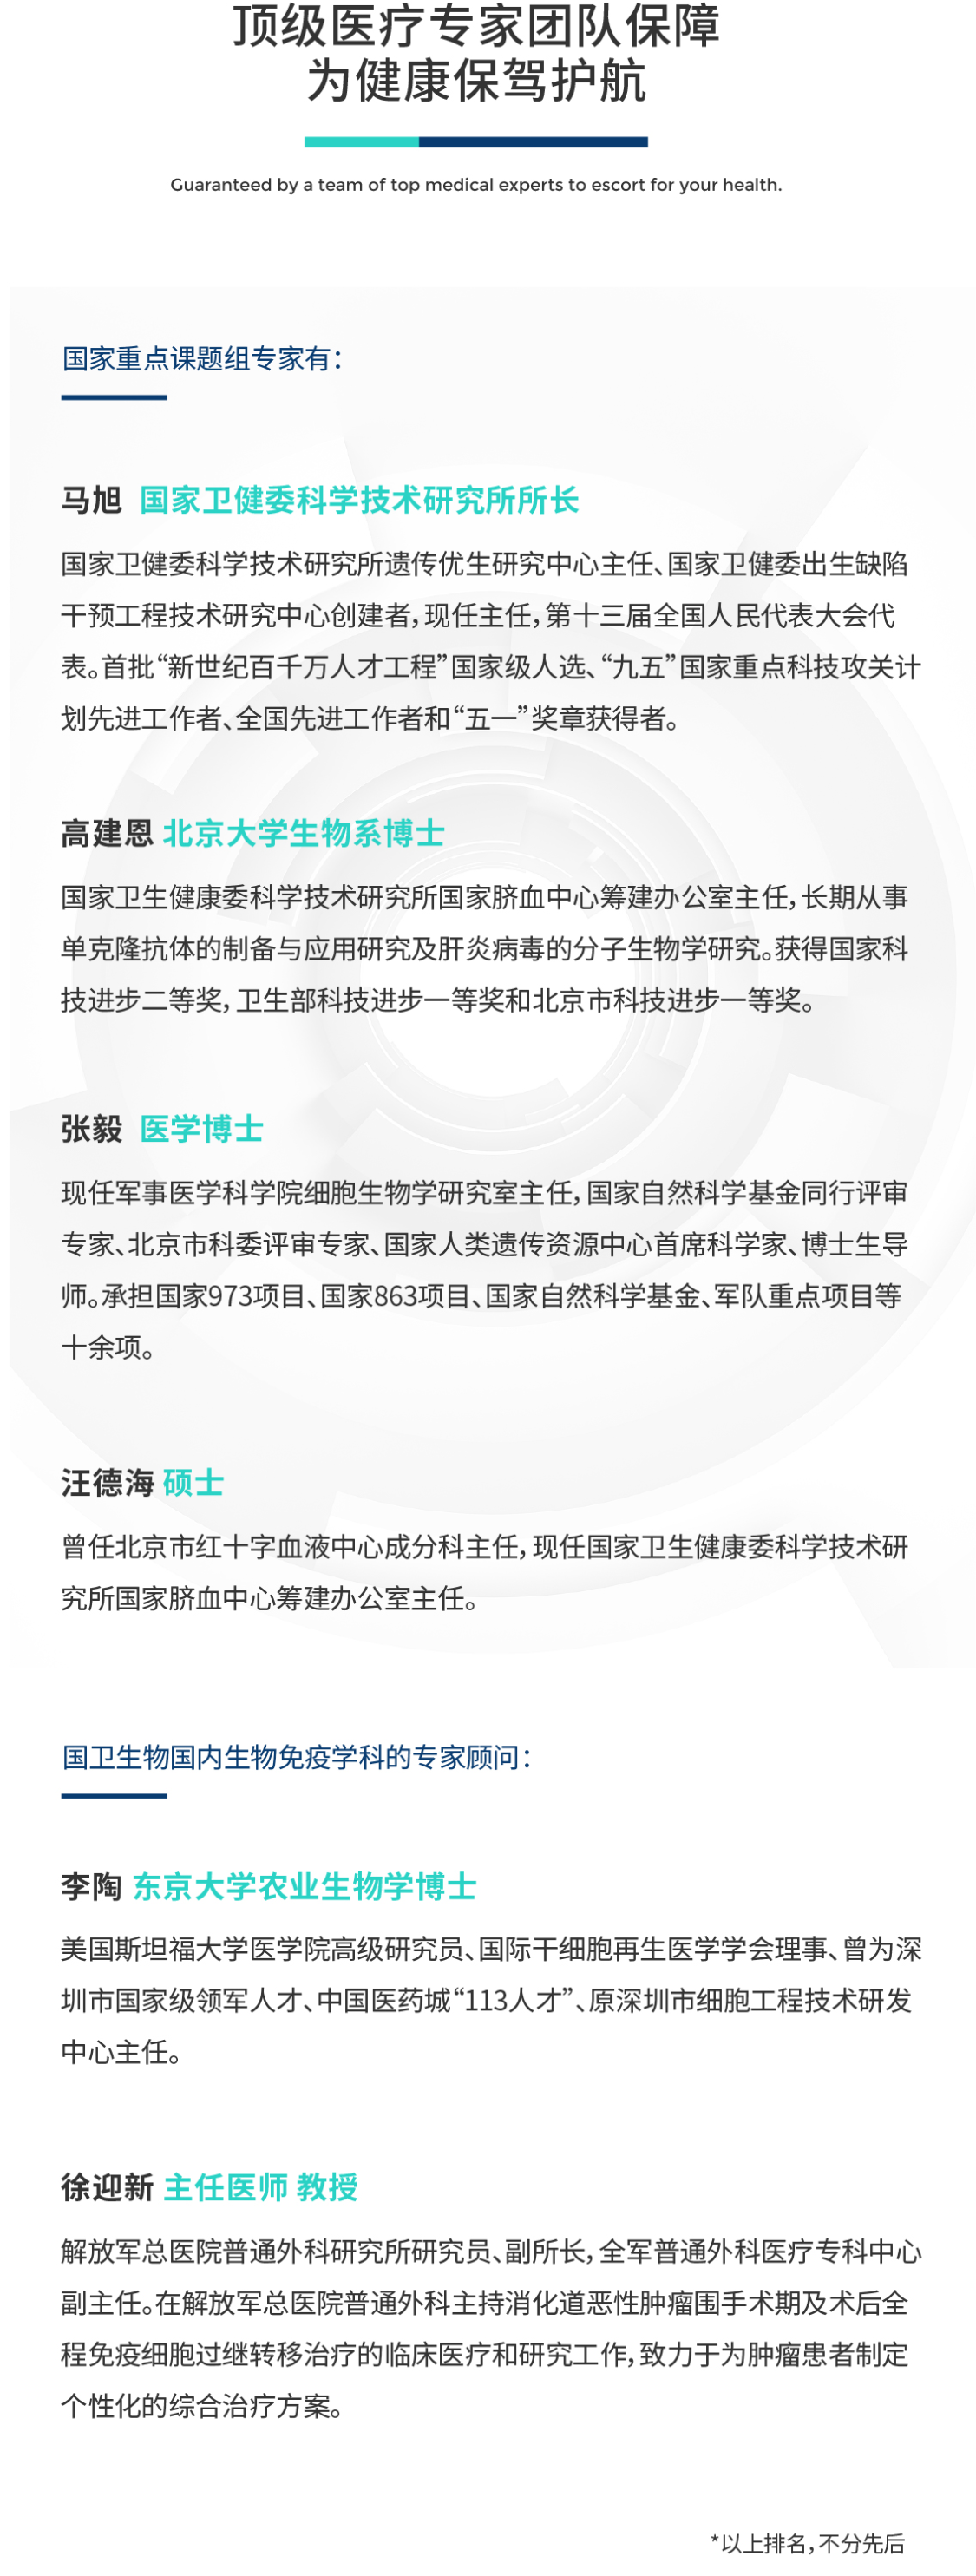 顶级医疗专家团队保障
为健康保驾护航
Guaranteed by a team of top medical experts to escort for your health.
国家重点课题组专家有：
马旭 国家卫健委科学技术研究所所长
国家卫健委科学技术研究所遗传优生研究中心主任、国家卫健委出生缺陷
干预工程技术研究中心创建者，现任主任，第十三届全国人民代表大会代
表。首批“新世纪百千万人才工程”国家级人选、“九五”国家重点科技攻关计
划先进工作者、全国先进工作者和“五一”奖章获得者。
高建恩 北京大学生物系博士
国家卫生健康委科学技术研究所国家脐血中心筹建办公室主任，长期从事
单克隆抗体的制备与应用研究及肝炎病毒的分子生物学研究。获得国家科
技进步二等奖，卫生部科技进步一等奖和北京市科技进步一等奖。
张毅 医学博士
现任军事医学科学院细胞生物学研究室主任，国家自然科学基金同行评审
专家、北京市科委评审专家、国家人类遗传资源中心首席科学家、博士生导
师。承担国家973项目、国家863项目、国家自然科学基金、军队重点项目等
十余项。
汪德海 硕士
曾任北京市红十字血液中心成分科主任，现任国家卫生健康委科学技术研
究所国家脐血中心筹建办公室主任。
国卫生物国内生物免疫学科的专家顾问：
李陶 东京大学农业生物学博士
美国斯坦福大学医学院高级研究员、国际干细胞再生医学学会理事、曾为深
圳市国家级领军人才、中国医药城“113人才”、原深圳市细胞工程技术研发
中心主任。
徐迎新 主任医师 教授
解放军总医院普通外科研究所研究员、副所长，全军普通外科医疗专科中心
副主任。在解放军总医院普通外科主持消化道恶性肿瘤围手术期及术后全
程免疫细胞过继转移治疗的临床医疗和研究工作，致力于为肿瘤患者制定
个性化的综合治疗方案。
*以上排名，不分先后